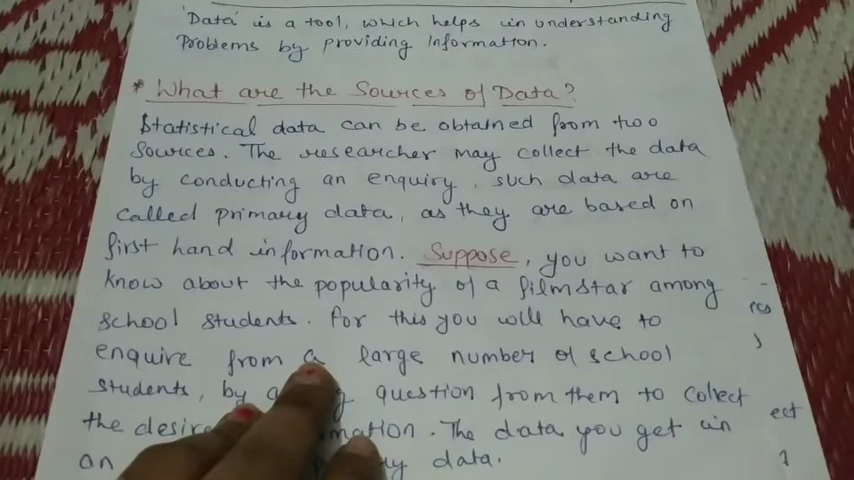 'Data' is a tool, which helps in understanding
Problems by providing Information.
* What are the Sources of Data?
Statistical data can be obtained from two
Sources. The researcher may collect the data
by conducting an enquiry, such data are
called primary data, as they are based on
first hand information. Suppose, you want to
know about the popularity of a filmstar among
school students. For this you will have to
enquire from a large number of school
students, by question from them to collect
the mation. The data you get in
an data.
res
ect